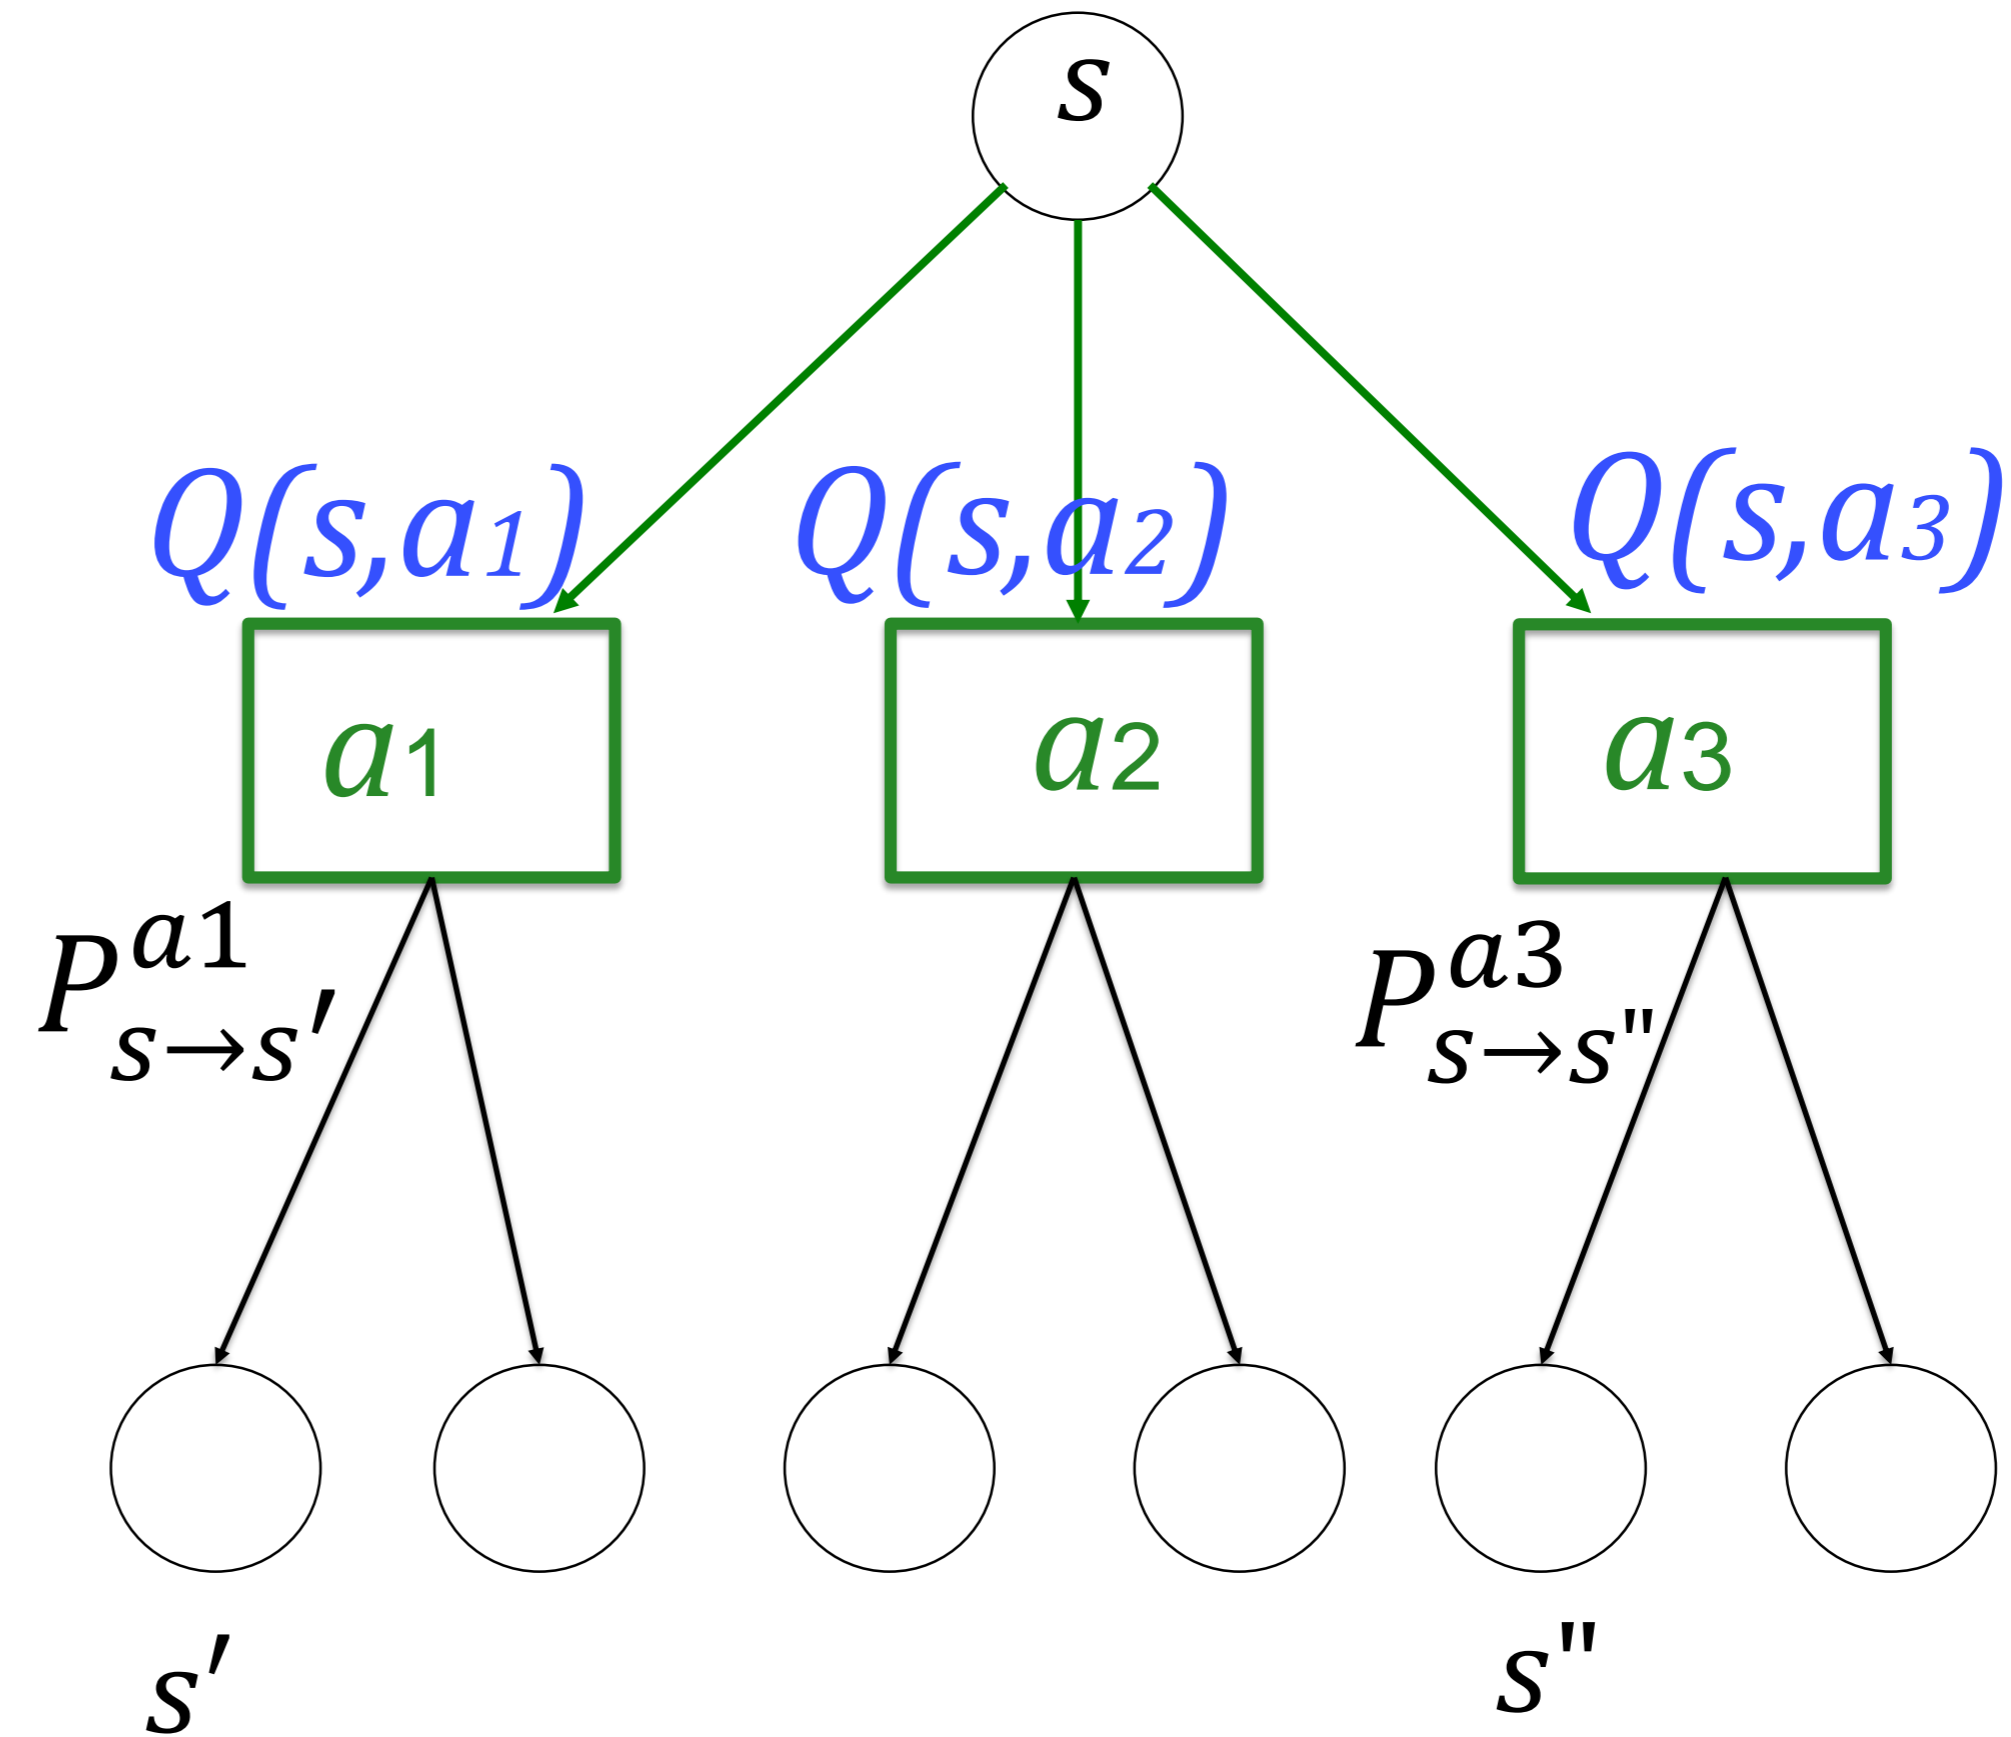 s
Q(s,a₁) Q(s,a₂) Q(s,a₃)
a1 a2 a3
P^{a1}_{s→s'} P^{a3}_{s→s"}
s' s"